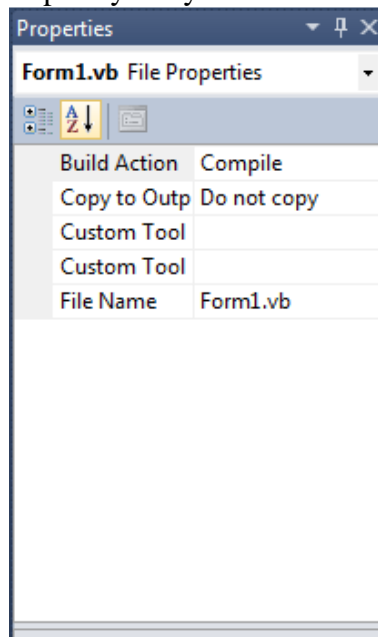 Properties
Form1.vb File Properties
A
Z
Build Action Compile
Copy to Outp Do not copy
Custom Tool
Custom Tool
File Name Form1.vb